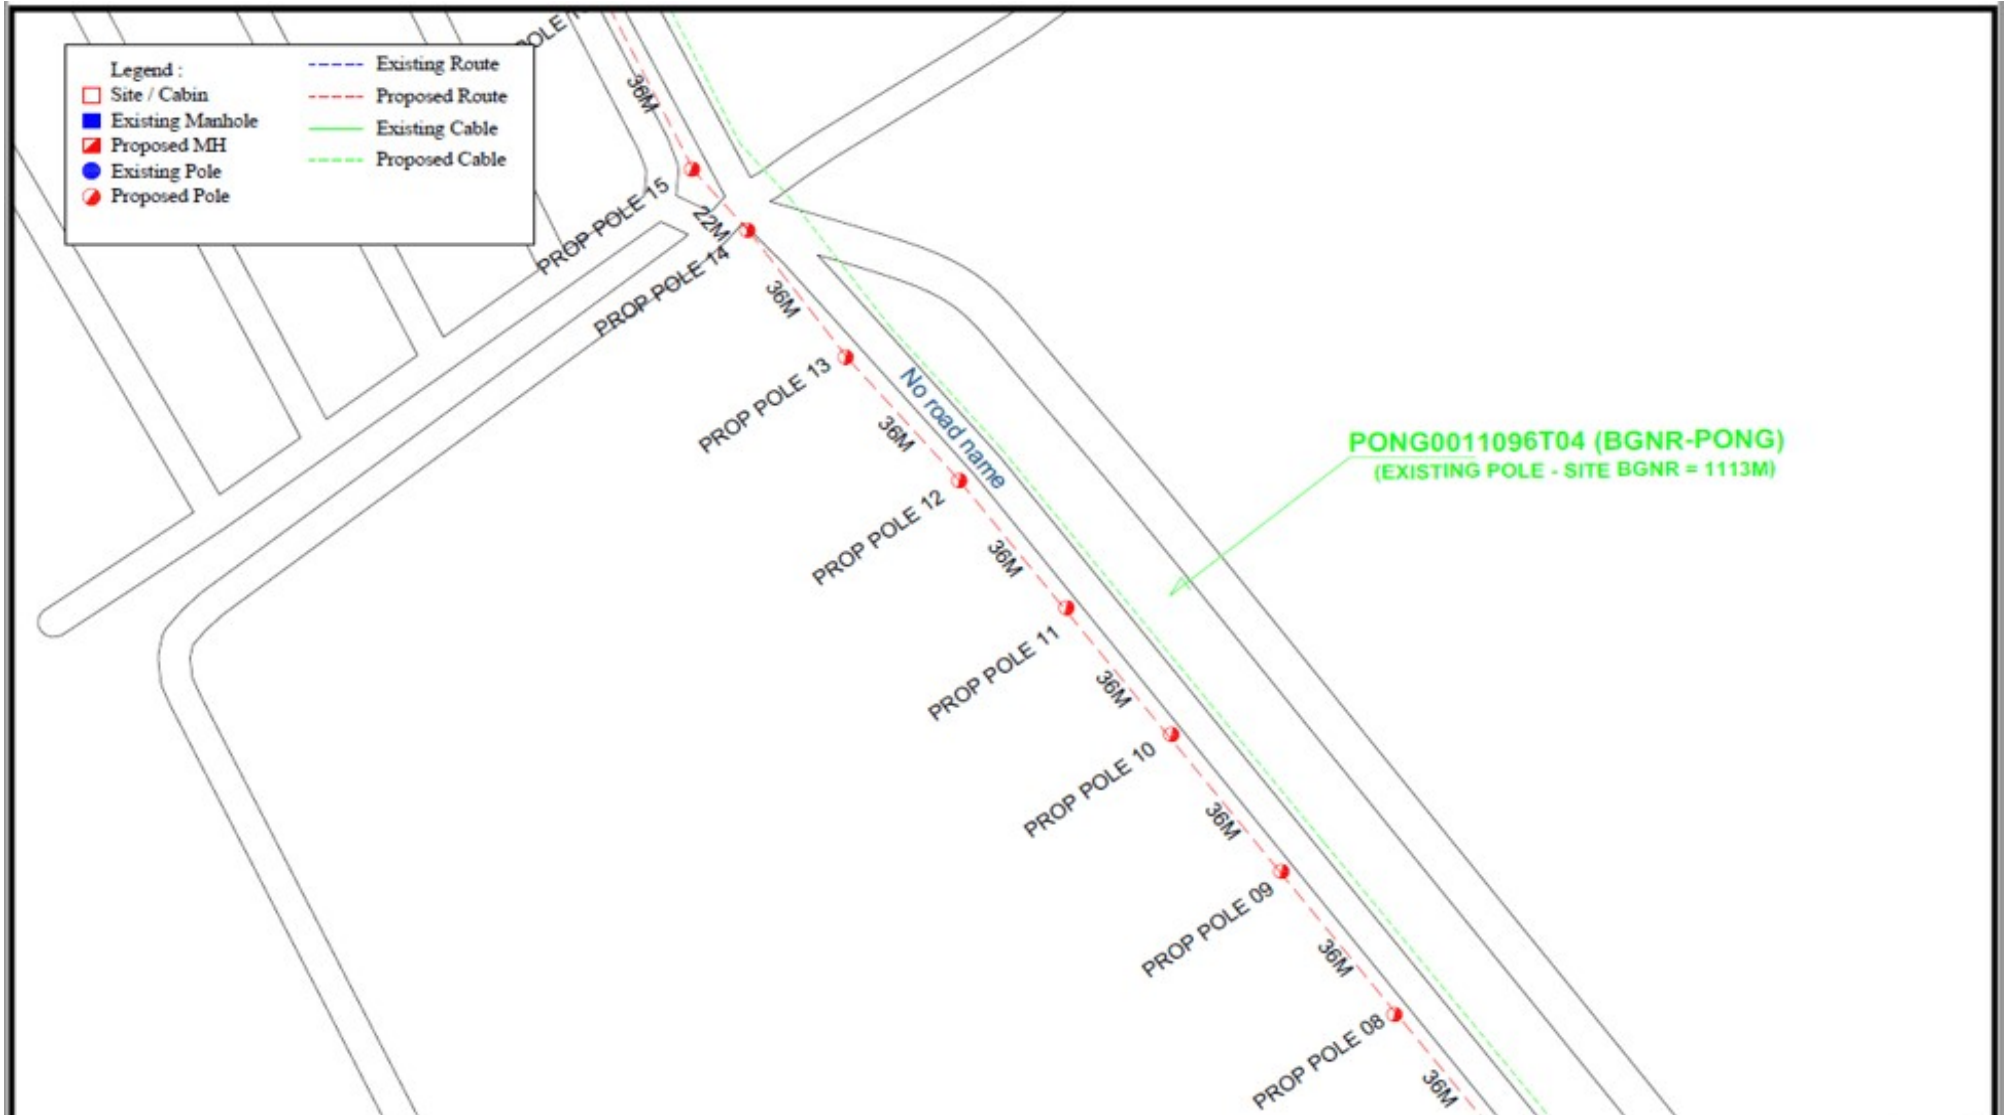 Legend :
Site / Cabin
Existing Manhole
Proposed MH
Existing Pole
Proposed Pole
Existing Route
Proposed Route
Existing Cable
Proposed Cable
36M
PROP POLE 15
22M
PROP POLE 14
36M
PROP POLE 13
No road name
36M
PROP POLE 12
36M
PROP POLE 11
36M
PROP POLE 10
36M
PROP POLE 09
36M
PROP POLE 08
36M
PONG0011096T04 (BGNR-PONG)
(EXISTING POLE - SITE BGNR = 1113M)